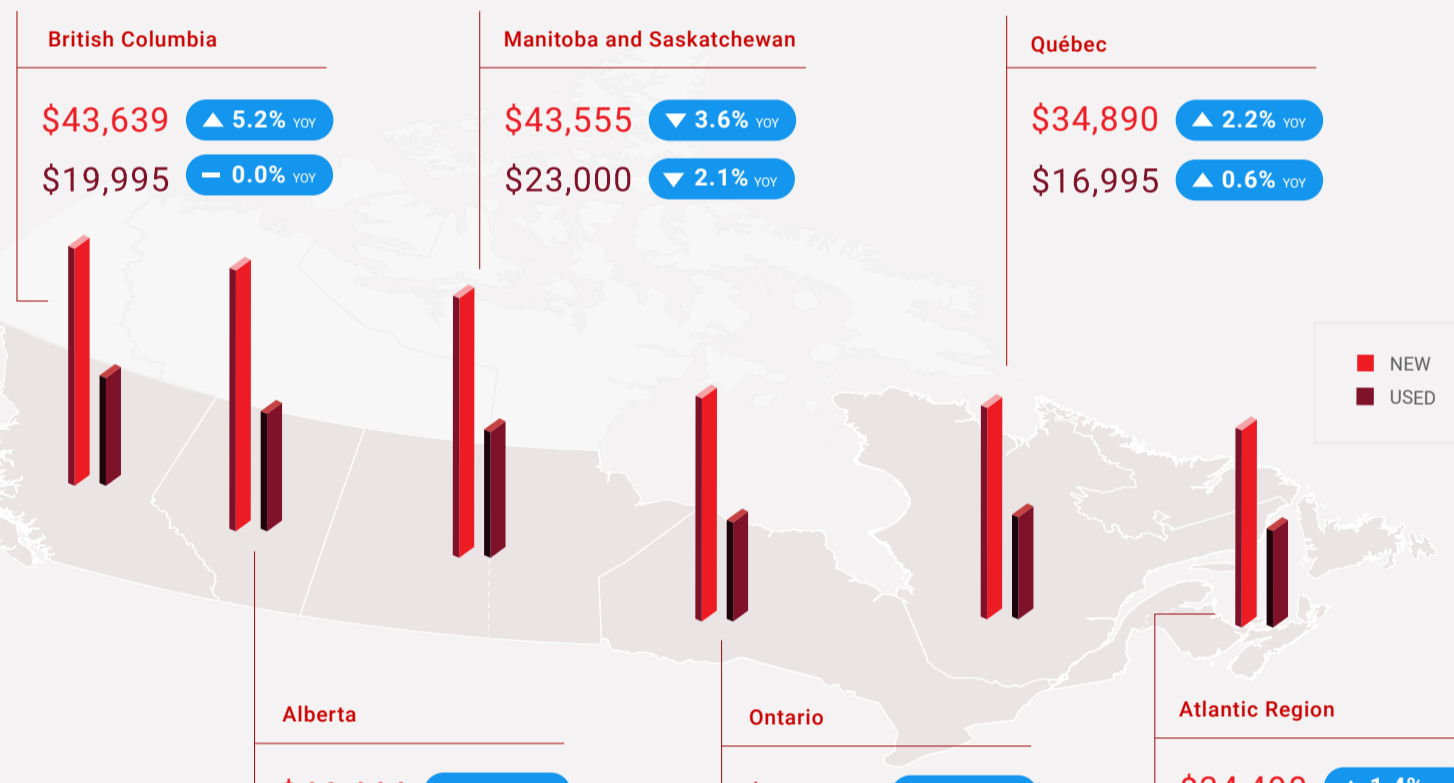 British Columbia
$43,639 ▲ 5.2% YOY
$19,995 – 0.0% YOY
Manitoba and Saskatchewan
$43,555 ▼ 3.6% YOY
$23,000 ▼ 2.1% YOY
Québec
$34,890 ▲ 2.2% YOY
$16,995 ▲ 0.6% YOY
NEW
USED
Alberta
Ontario
Atlantic Region